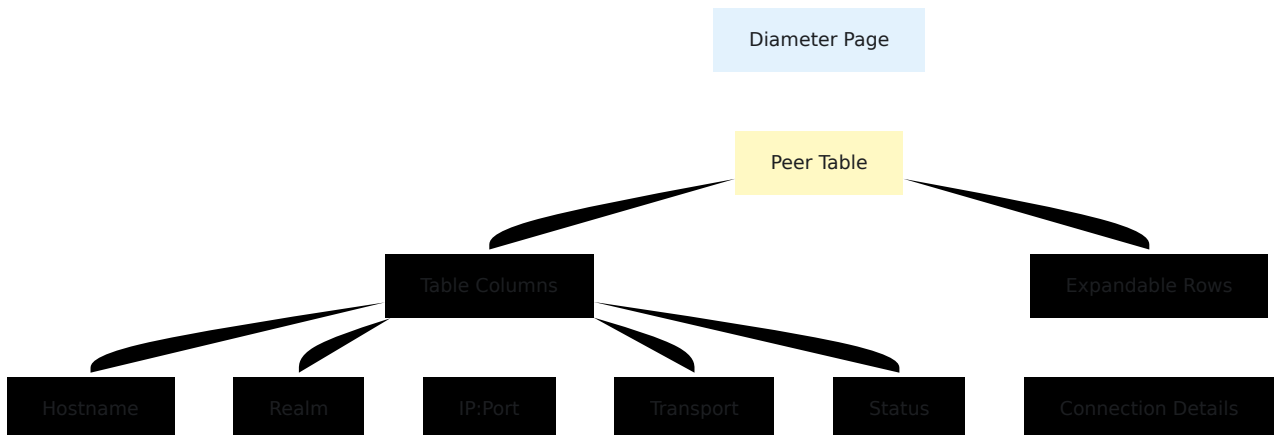 Diameter Page
Peer Table
Table Columns
Expandable Rows
Hostname
Realm
IP:Port
Transport
Status
Connection Details